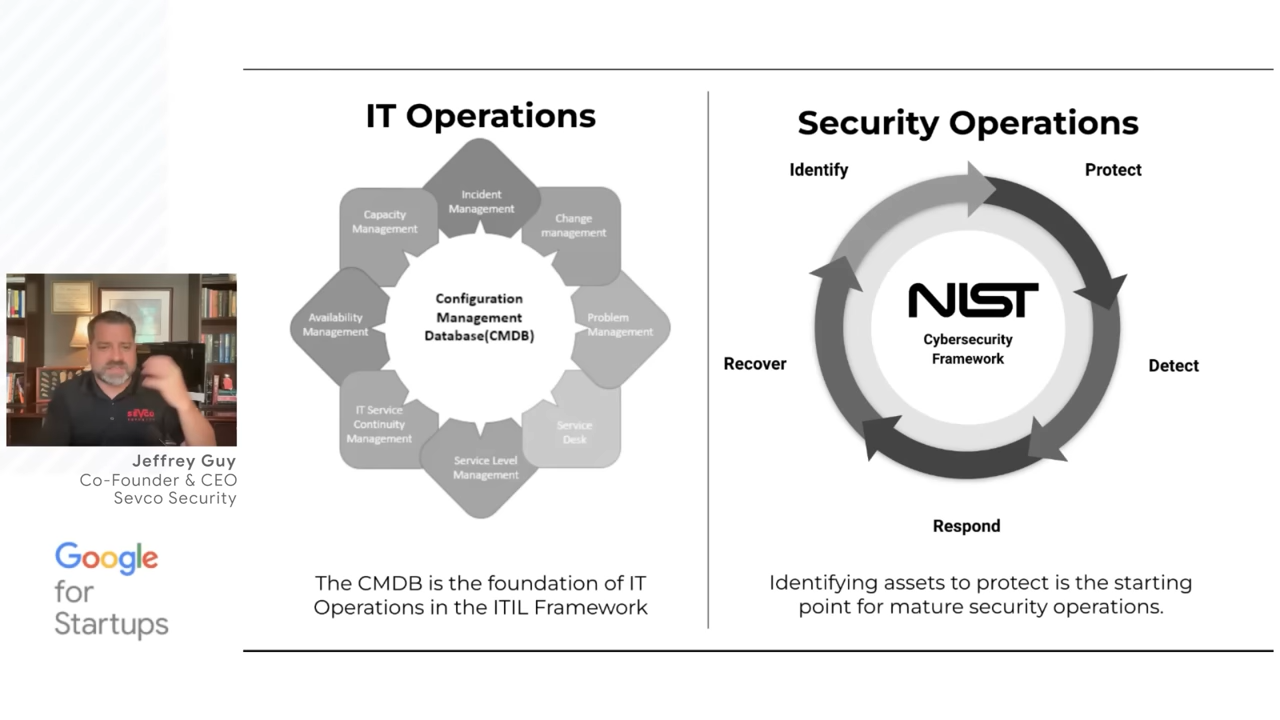 IT Operations
Incident
Management
Capacity
Management
Change
management
Configuration
Management
Database(CMDB)
Availability
Management
Problem
Management
IT Service
Continuity
Management
Service
Desk
Service Level
Management
The CMDB is the foundation of IT
Operations in the ITIL Framework
Security Operations
Identify
Protect
NIST
Cybersecurity
Framework
Recover
Detect
Respond
Identifying assets to protect is the starting
point for mature security operations.
SEVCO
Jeffrey Guy
Co-Founder & CEO
Sevco Security
Google
for
Startups